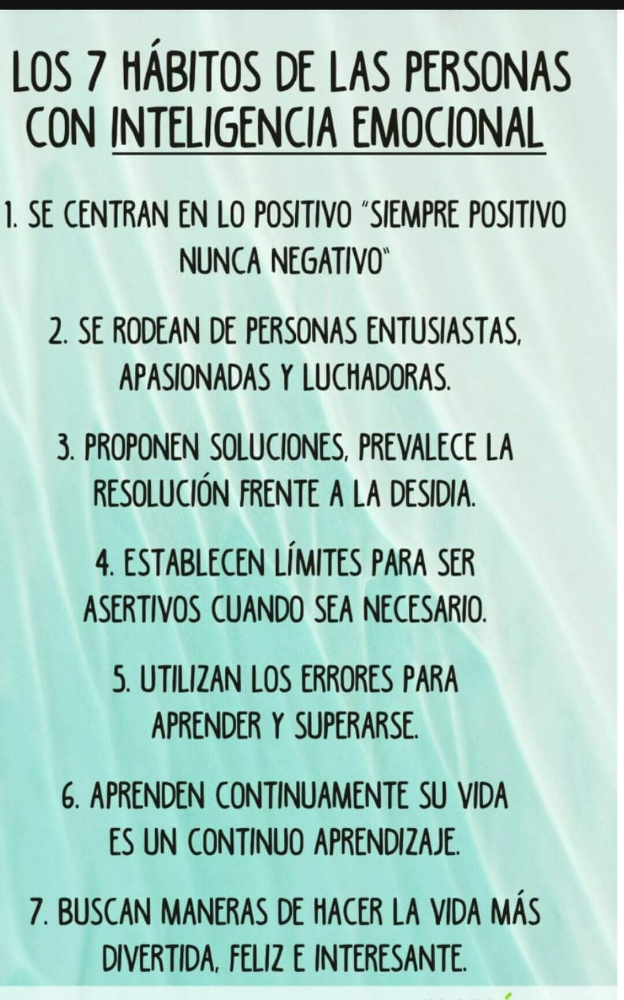 LOS 7 HÁBITOS DE LAS PERSONAS
CON INTELIGENCIA EMOCIONAL
1. SE CENTRAN EN LO POSITIVO "SIEMPRE POSITIVO
NUNCA NEGATIVO"
2. SE RODEAN DE PERSONAS ENTUSIASTAS,
APASIONADAS Y LUCHADORAS.
3. PROPONEN SOLUCIONES, PREVALECE LA
RESOLUCIÓN FRENTE A LA DESIDIA.
4. ESTABLECEN LÍMITES PARA SER
ASERTIVOS CUANDO SEA NECESARIO.
5. UTILIZAN LOS ERRORES PARA
APRENDER Y SUPERARSE.
6. APRENDEN CONTINUAMENTE SU VIDA
ES UN CONTINUO APRENDIZAJE.
7. BUSCAN MANERAS DE HACER LA VIDA MÁS
DIVERTIDA, FELIZ E INTERESANTE.